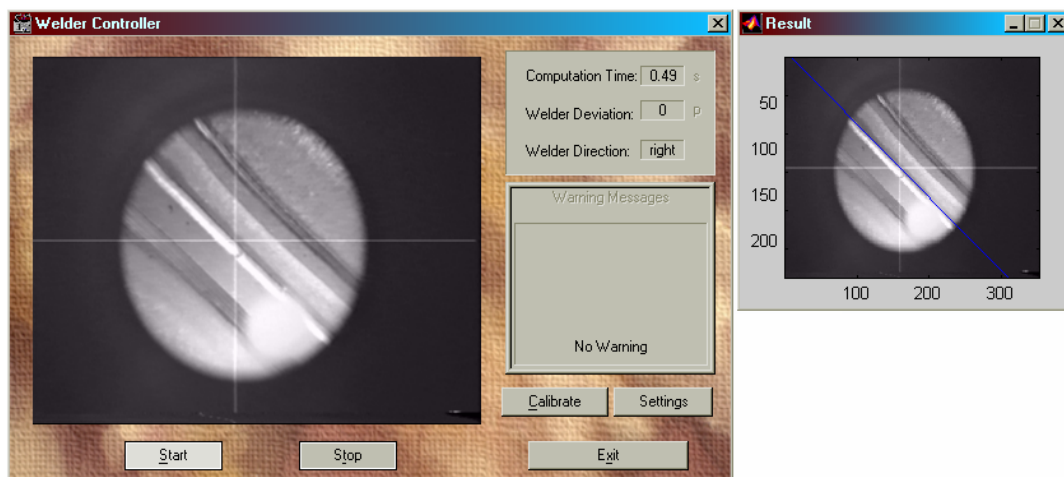 Welder Controller
Computation Time: 0.49 s
Welder Deviation: 0 p
Welder Direction: right
Warning Messages
No Warning
Calibrate Settings
Start Stop Exit
Result
50
100
150
200
100 200 300